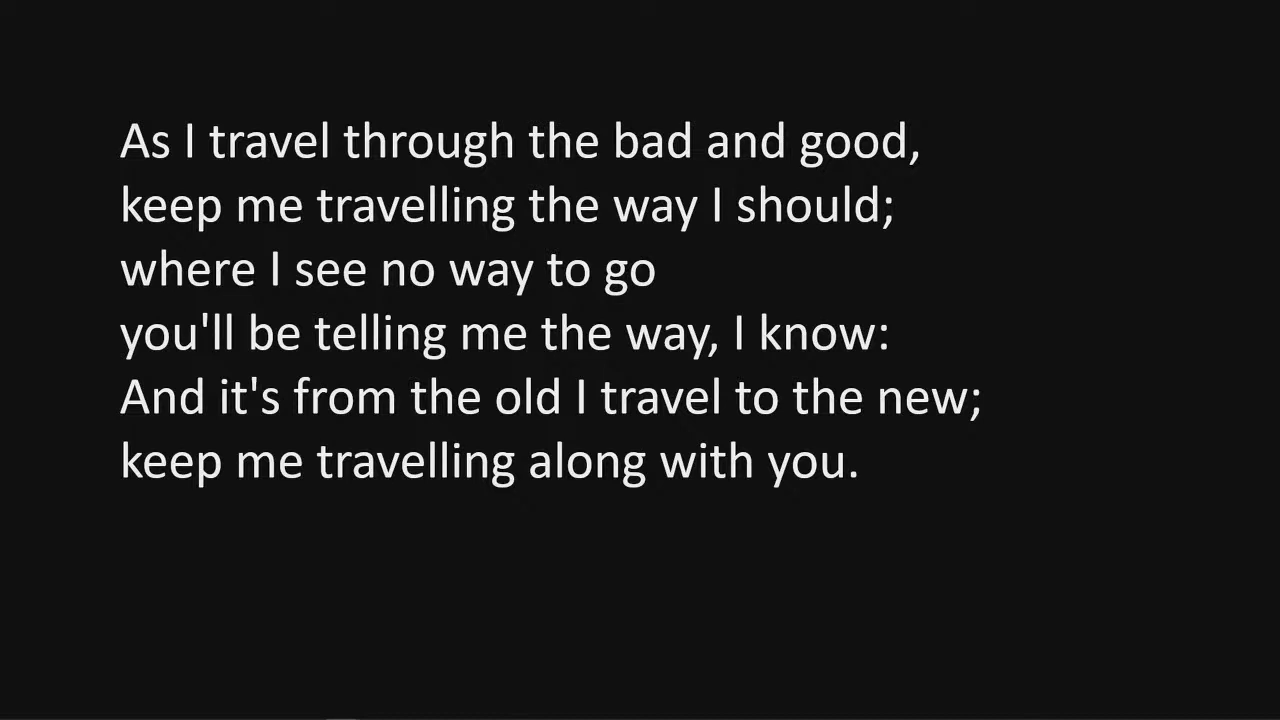 As I travel through the bad and good,
keep me travelling the way I should;
where I see no way to go
you'll be telling me the way, I know:
And it's from the old I travel to the new;
keep me travelling along with you.